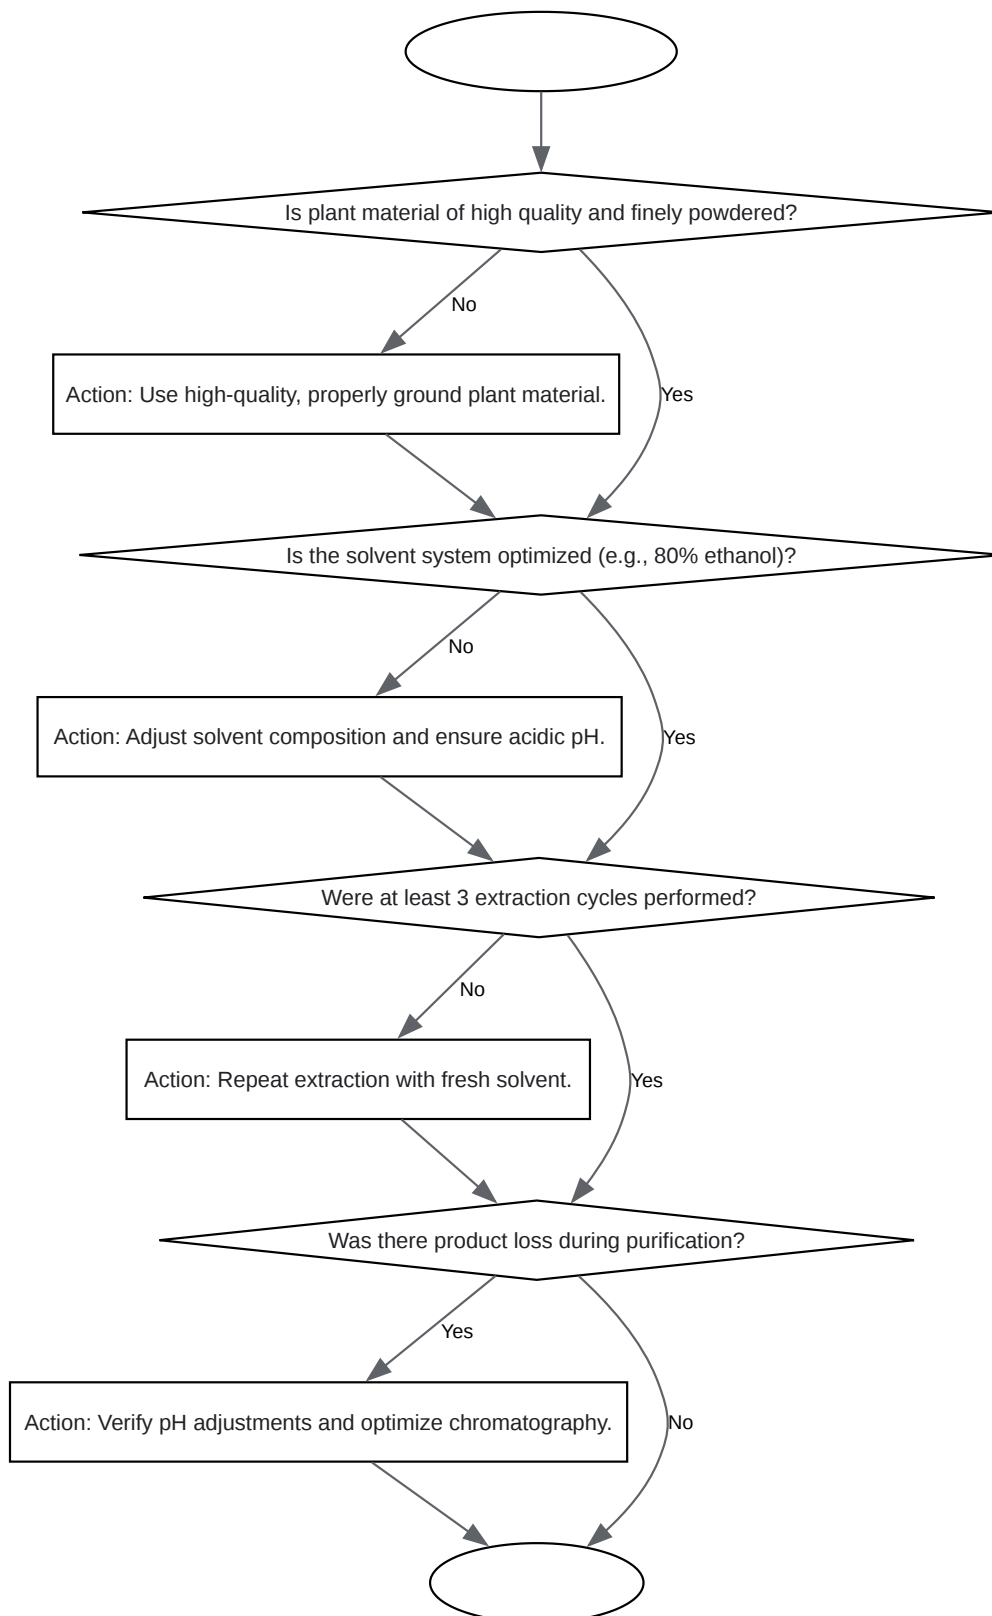 Is plant material of high quality and finely powdered?
No
Action: Use high-quality, properly ground plant material.
Yes
Is the solvent system optimized (e.g., 80% ethanol)?
No
Action: Adjust solvent composition and ensure acidic pH.
Yes
Were at least 3 extraction cycles performed?
No
Action: Repeat extraction with fresh solvent.
Yes
Was there product loss during purification?
Yes
Action: Verify pH adjustments and optimize chromatography.
No